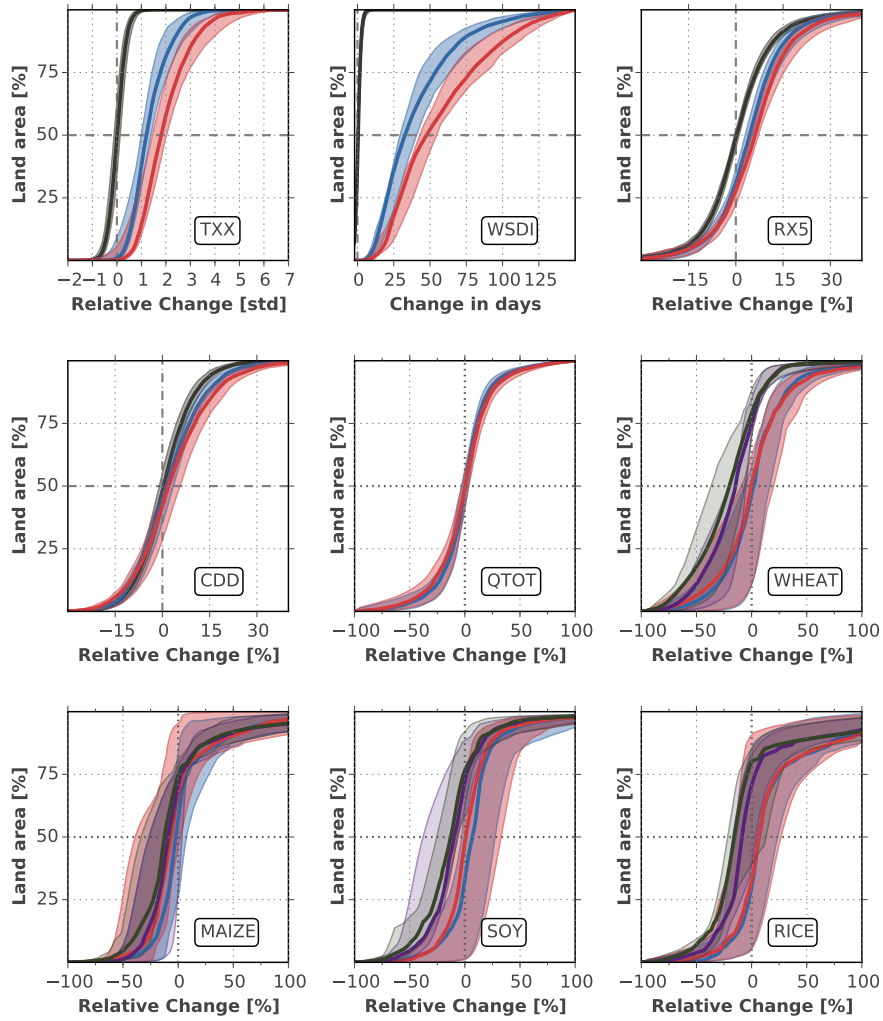 Land area [%]
75
50
25
TXX
−2 −1 0 1 2 3 4 5 6 7
Relative Change [std]
Land area [%]
75
50
25
WSDI
0 25 50 75 100 125
Change in days
Land area [%]
75
50
25
RX5
−15 0 15 30
Relative Change [%]
Land area [%]
75
50
25
CDD
−15 0 15 30
Relative Change [%]
Land area [%]
75
50
25
QTOT
−100 −50 0 50 100
Relative Change [%]
Land area [%]
75
50
25
WHEAT
−100 −50 0 50 100
Relative Change [%]
Land area [%]
75
50
25
MAIZE
−100 −50 0 50 100
Relative Change [%]
Land area [%]
75
50
25
SOY
−100 −50 0 50 100
Relative Change [%]
Land area [%]
75
50
25
RICE
−100 −50 0 50 100
Relative Change [%]